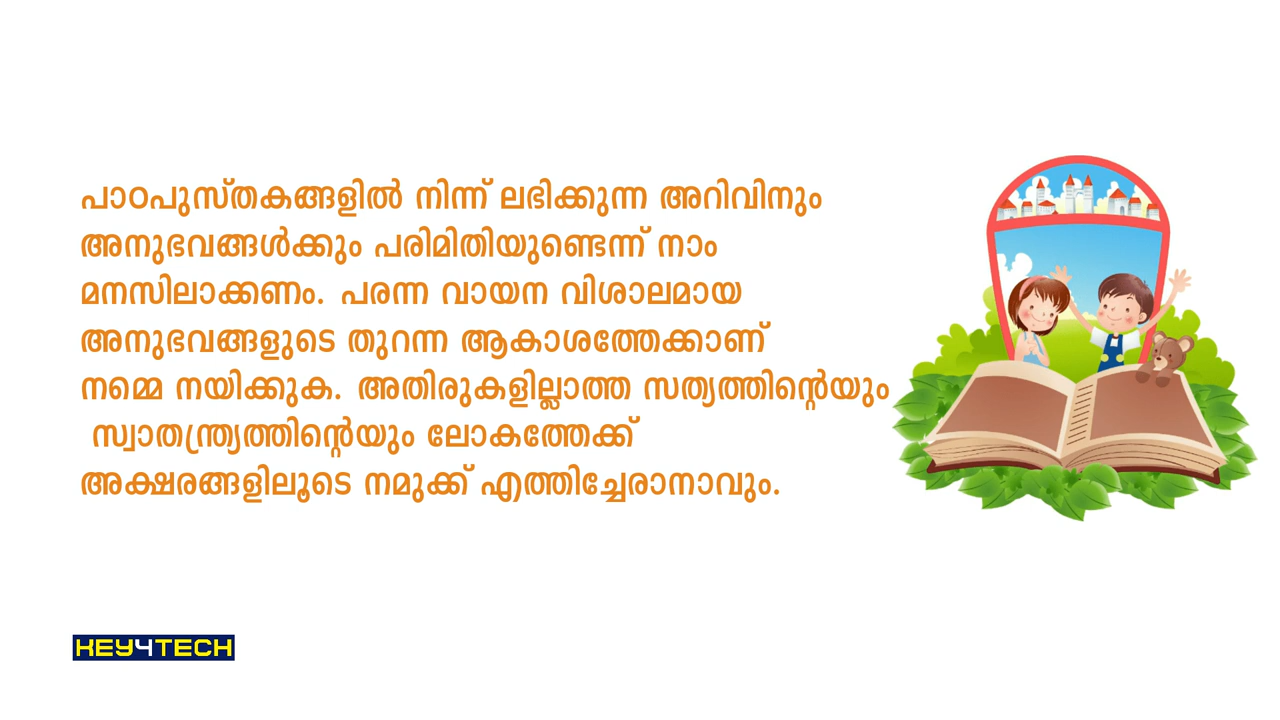 പാഠപുസ്തകങ്ങളിൽ നിന്ന് ലഭിക്കുന്ന അറിവിനും
അനുഭവങ്ങൾക്കും പരിമിതിയുണ്ടെന്ന് നാം
മനസിലാക്കണം. പരന്ന വായന വിശാലമായ
അനുഭവങ്ങളുടെ തുറന്ന ആകാശത്തേക്കാണ്
നമ്മെ നയിക്കുക. അതിരുകളില്ലാത്ത സത്യത്തിന്റെയും
സ്വാതന്ത്ര്യത്തിന്റെയും ലോകത്തേക്ക്
അക്ഷരങ്ങളിലൂടെ നമുക്ക് എത്തിച്ചേരാനാവും.
KEY4TECH